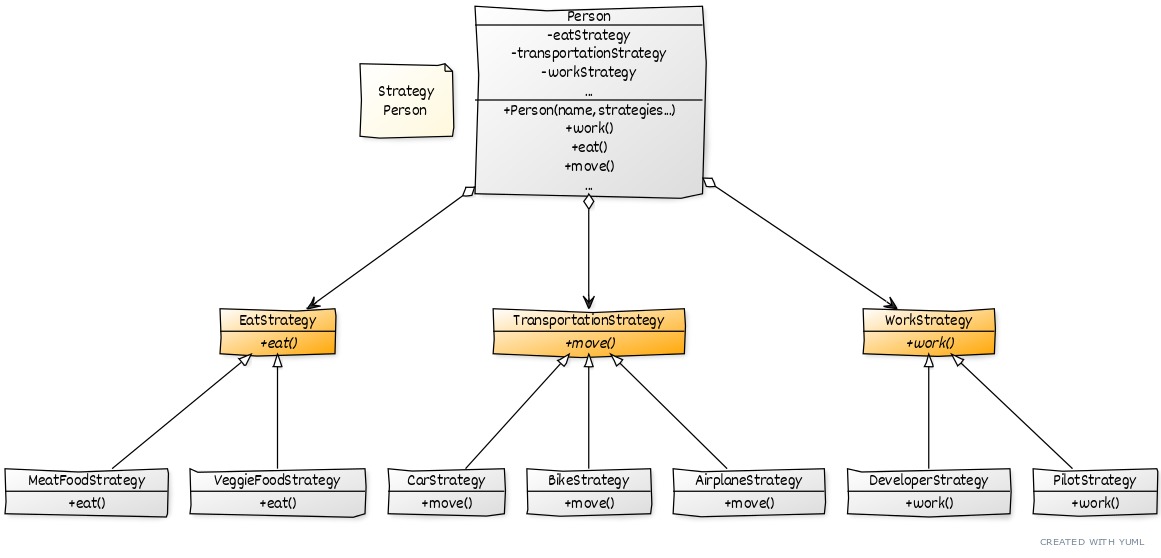 Person
-eatStrategy
-transportationStrategy
-workStrategy
...
+Person(name, strategies...)
+work()
+eat()
+move()
...
Strategy
Person
EatStrategy
+eat()
TransportationStrategy
+move()
WorkStrategy
+work()
MeatFoodStrategy
+eat()
VeggieFoodStrategy
+eat()
CarStrategy
+move()
BikeStrategy
+move()
AirplaneStrategy
+move()
DeveloperStrategy
+work()
PilotStrategy
+work()
CREATED WITH YUML